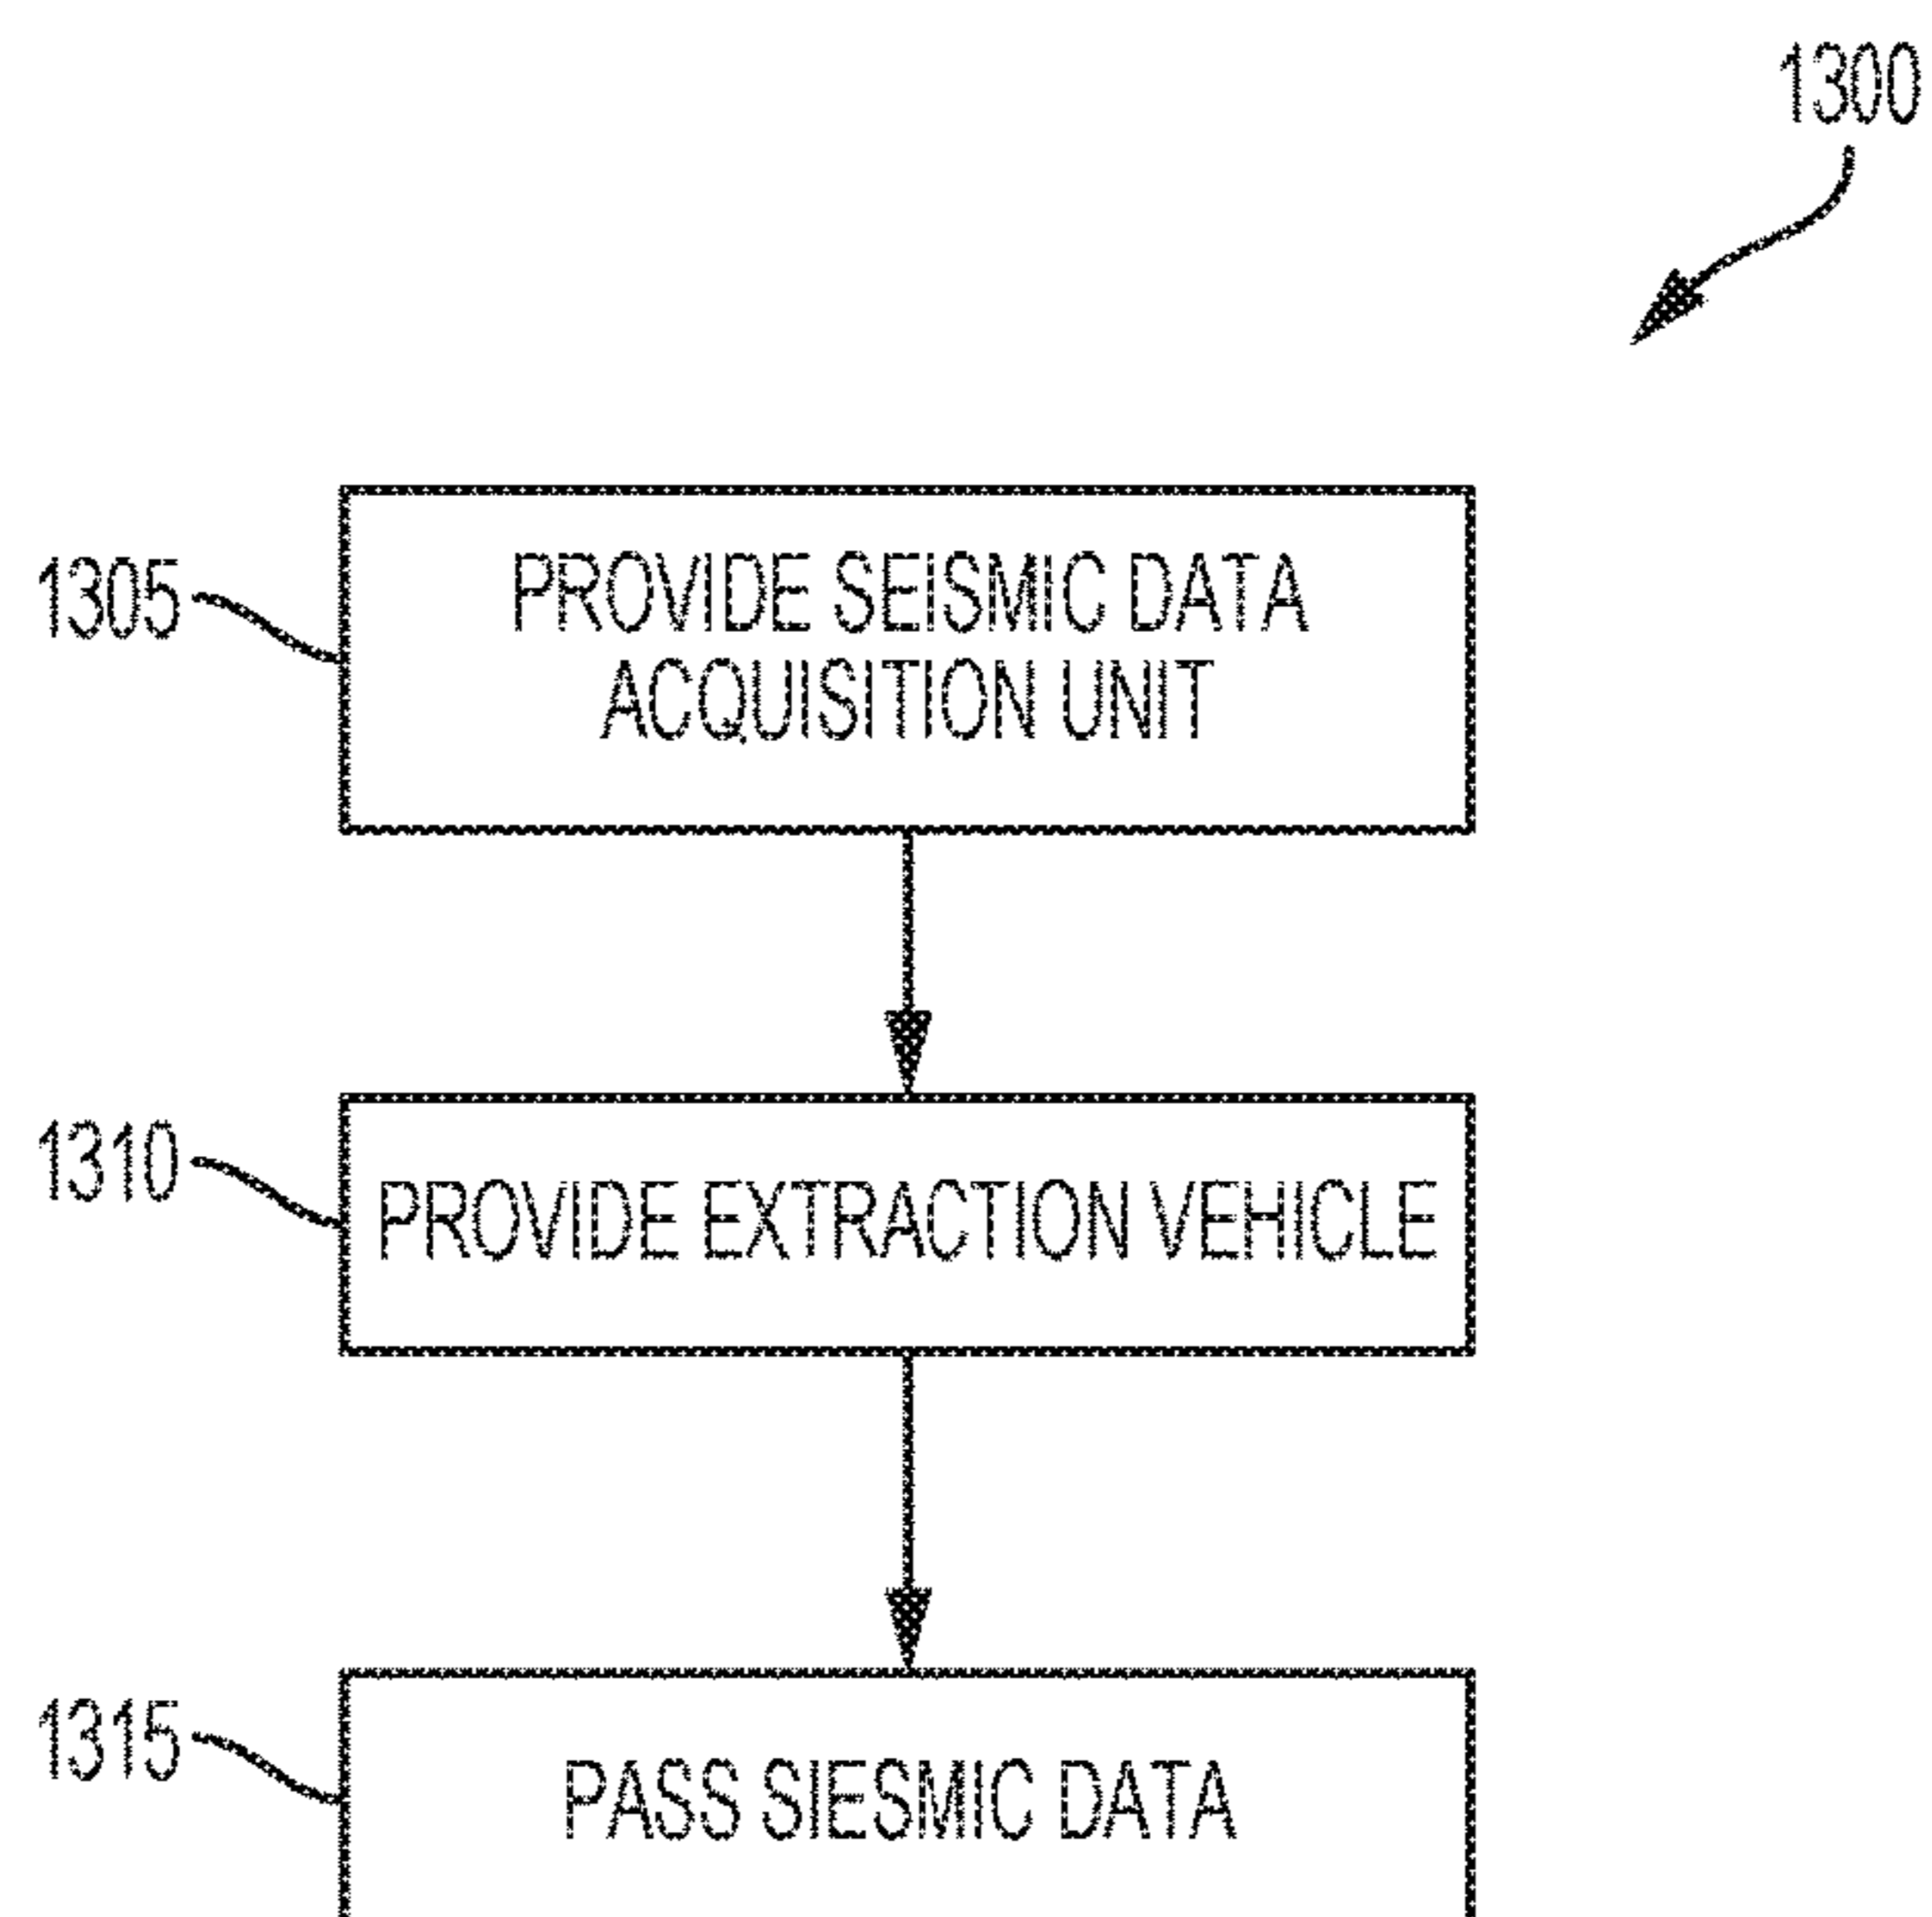 1300
1305
PROVIDE SEISMIC DATA
ACQUISITION UNIT
1310
PROVIDE EXTRACTION VEHICLE
1315
PASS SIESMIC DATA